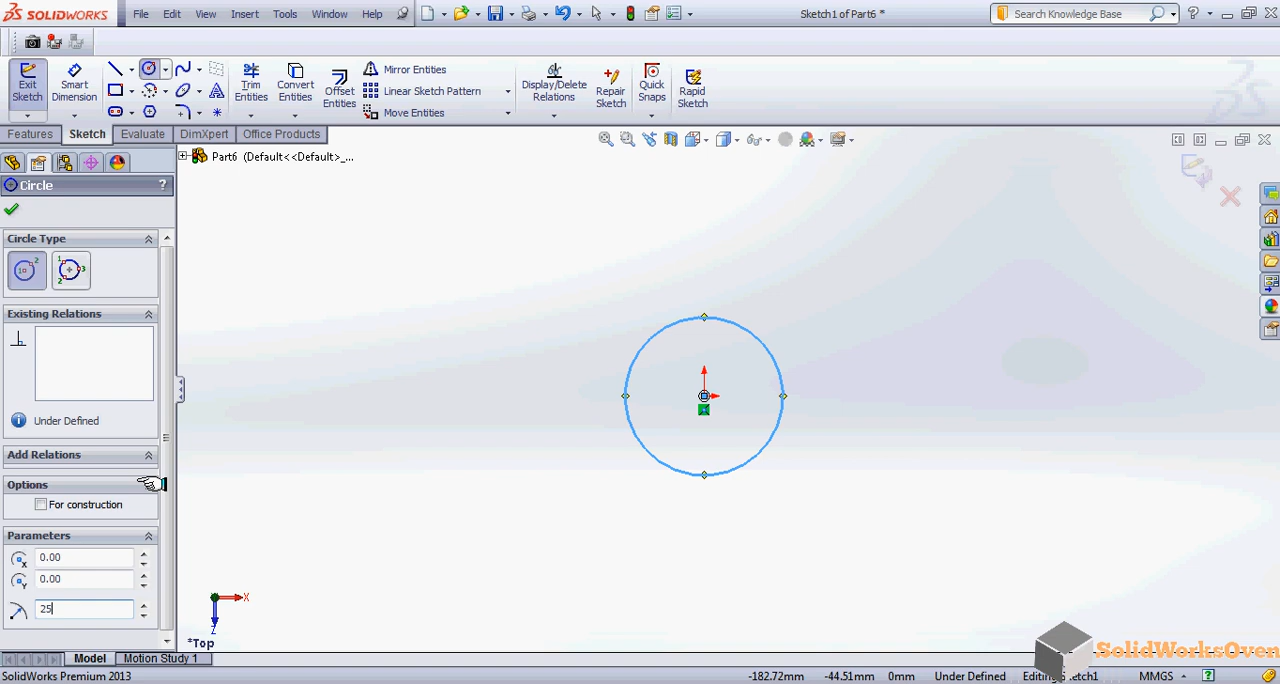 SOLIDWORKS File Edit View Insert Tools Window Help Sketch1 of Part6 * Search Knowledge Base ?
Exit Sketch
Smart Dimension
Trim Entities
Convert Entities
Offset Entities
Mirror Entities
Linear Sketch Pattern
Move Entities
Display/Delete Relations
Repair Sketch
Quick Snaps
Rapid Sketch
Features Sketch Evaluate DimXpert Office Products
Part6 (Default<<Default>_...
Circle ?
Circle Type
Existing Relations
Under Defined
Add Relations
Options
For construction
Parameters
0.00
0.00
25
X
Z
*Top
Model Motion Study 1
SolidWorksOven
SolidWorks Premium 2013 -182.72mm -44.51mm 0mm Under Defined Editing Sketch1 MMGS ?